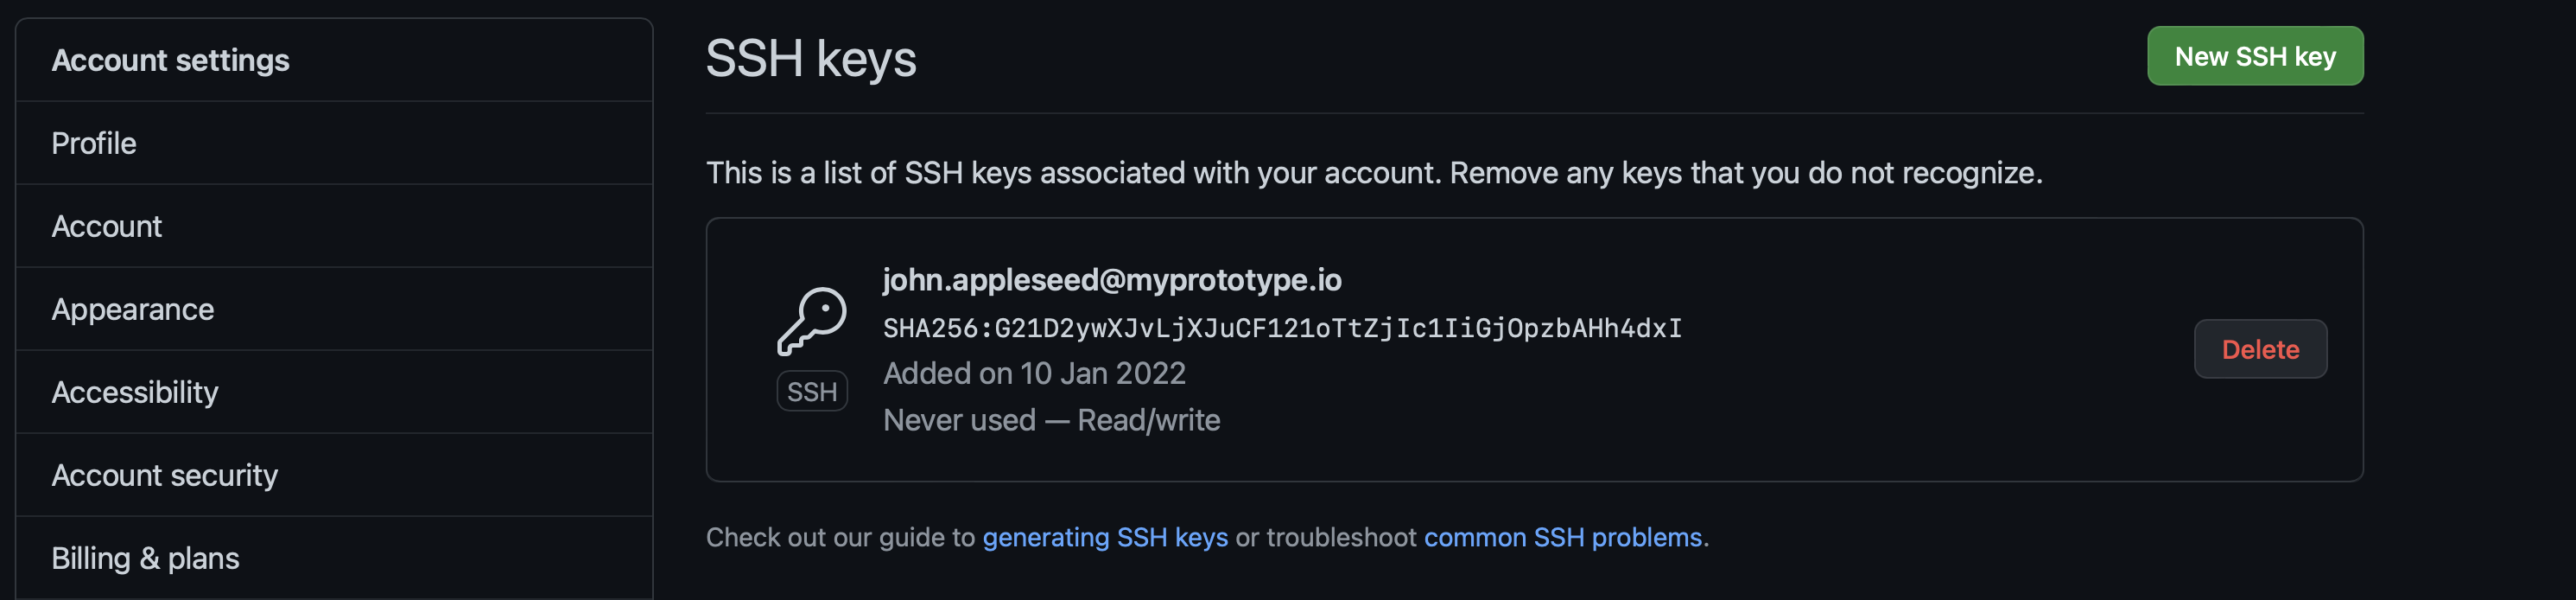 Account settings
Profile
Account
Appearance
Accessibility
Account security
Billing & plans
SSH keys
New SSH key
This is a list of SSH keys associated with your account. Remove any keys that you do not recognize.
john.appleseed@myprototype.io
SHA256:G21D2ywXJvLjXJuCF121oTtZjIc1IiGjOpzbAHh4dxI
Added on 10 Jan 2022
Never used — Read/write
SSH
Delete
Check out our guide to generating SSH keys or troubleshoot common SSH problems.